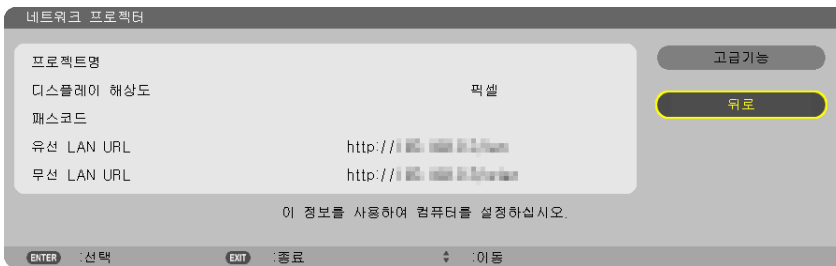 네트워크 프로젝터
프로젝트명
고급기능
디스플레이 해상도 픽셀
뒤로
패스코드
유선 LAN URL http://
무선 LAN URL http://
이 정보를 사용하여 컴퓨터를 설정하십시오.
ENTER :선택 EXIT :종료 :이동